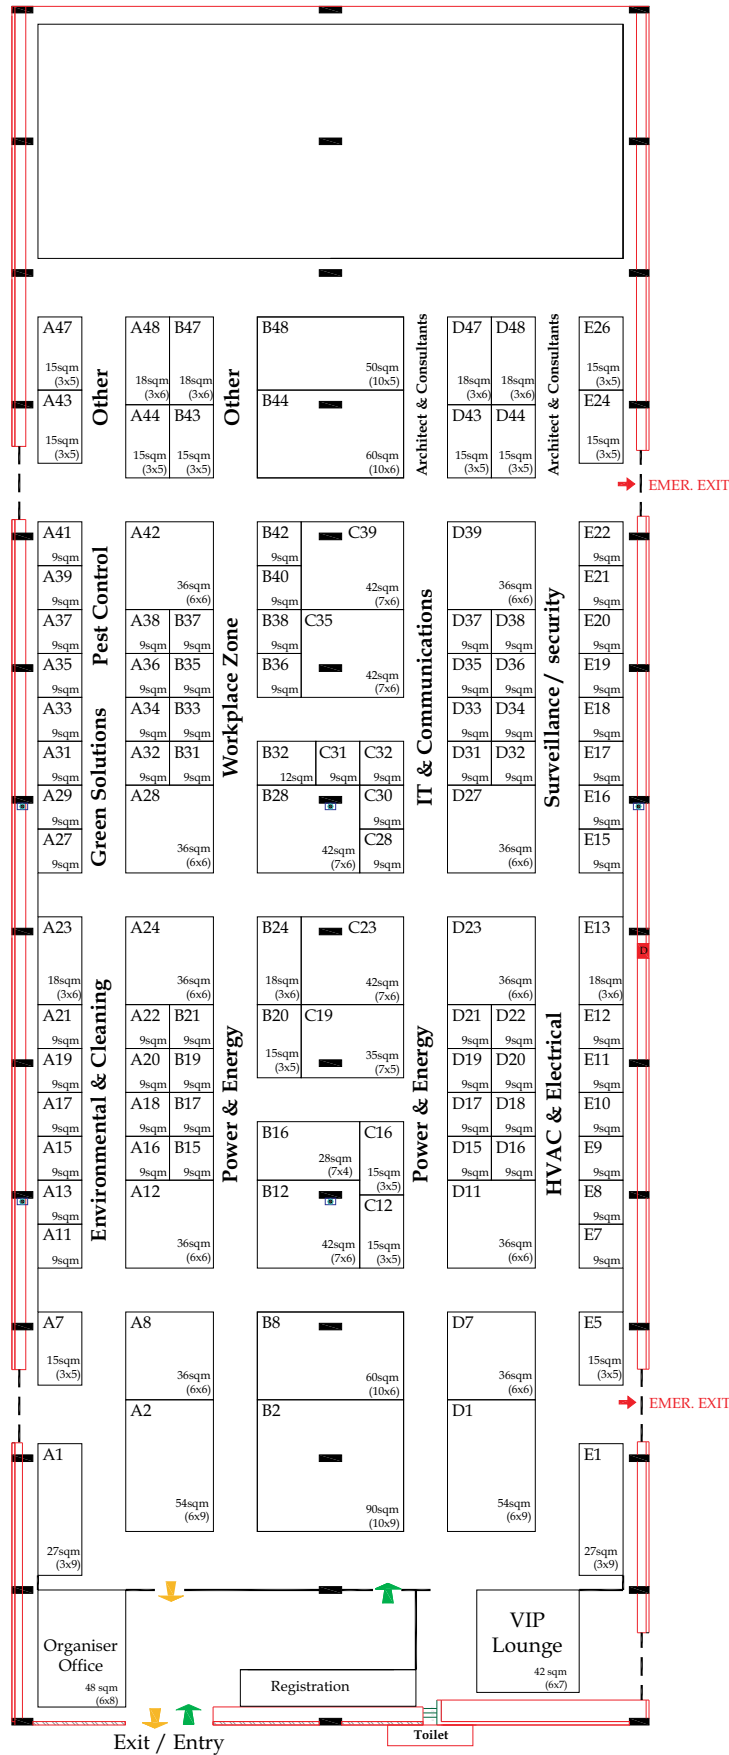 A47
15sqm
(3x5)
A43
15sqm
(3x5)
Other
A48
18sqm
(3x6)
B47
18sqm
(3x6)
A44
15sqm
(3x5)
B43
15sqm
(3x5)
Other
B48
50sqm
(10x5)
B44
60sqm
(10x6)
Architect & Consultants
D47
18sqm
(3x6)
D48
18sqm
(3x6)
D43
15sqm
(3x5)
D44
15sqm
(3x5)
Architect & Consultants
E26
15sqm
(3x5)
E24
15sqm
(3x5)
EMER. EXIT
A41
9sqm
A39
9sqm
A37
9sqm
A35
9sqm
A33
9sqm
A31
9sqm
A29
9sqm
A27
9sqm
Pest Control
Green Solutions
A42
36sqm
(6x6)
A38
9sqm
B37
9sqm
A36
9sqm
B35
9sqm
A34
9sqm
B33
9sqm
A32
9sqm
B31
9sqm
A28
36sqm
(6x6)
Workplace Zone
B42
9sqm
B40
9sqm
C39
42sqm
(7x6)
B38
9sqm
B36
9sqm
C35
42sqm
(7x6)
B32
12sqm
C31
9sqm
C32
9sqm
B28
42sqm
(7x6)
C30
9sqm
C28
9sqm
IT & Communications
D39
36sqm
(6x6)
D37
9sqm
D38
9sqm
D35
9sqm
D36
9sqm
D33
9sqm
D34
9sqm
D31
9sqm
D32
9sqm
D27
36sqm
(6x6)
Surveillance / security
E22
9sqm
E21
9sqm
E20
9sqm
E19
9sqm
E18
9sqm
E17
9sqm
E16
9sqm
E15
9sqm
A23
18sqm
(3x6)
A21
9sqm
A19
9sqm
A17
9sqm
A15
9sqm
A13
9sqm
A11
9sqm
Environmental & Cleaning
A24
36sqm
(6x6)
A22
9sqm
B21
9sqm
A20
9sqm
B19
9sqm
A18
9sqm
B17
9sqm
A16
9sqm
B15
9sqm
A12
36sqm
(6x6)
Power & Energy
B24
18sqm
(3x6)
C23
42sqm
(7x6)
B20
15sqm
(3x5)
C19
35sqm
(7x5)
B16
28sqm
(7x4)
C16
15sqm
(3x5)
B12
42sqm
(7x6)
C12
15sqm
(3x5)
Power & Energy
D23
36sqm
(6x6)
D21
9sqm
D22
9sqm
D19
9sqm
D20
9sqm
D17
9sqm
D18
9sqm
D15
9sqm
D16
9sqm
D11
36sqm
(6x6)
HVAC & Electrical
E13
18sqm
(3x6)
D
E12
9sqm
E11
9sqm
E10
9sqm
E9
9sqm
E8
9sqm
E7
9sqm
A7
15sqm
(3x5)
A8
36sqm
(6x6)
B8
60sqm
(10x6)
D7
36sqm
(6x6)
E5
15sqm
(3x5)
EMER. EXIT
A2
54sqm
(6x9)
B2
90sqm
(10x9)
D1
54sqm
(6x9)
A1
27sqm
(3x9)
E1
27sqm
(3x9)
Organiser
Office
48 sqm
(6x8)
Registration
VIP
Lounge
42 sqm
(6x7)
Exit / Entry
Toilet